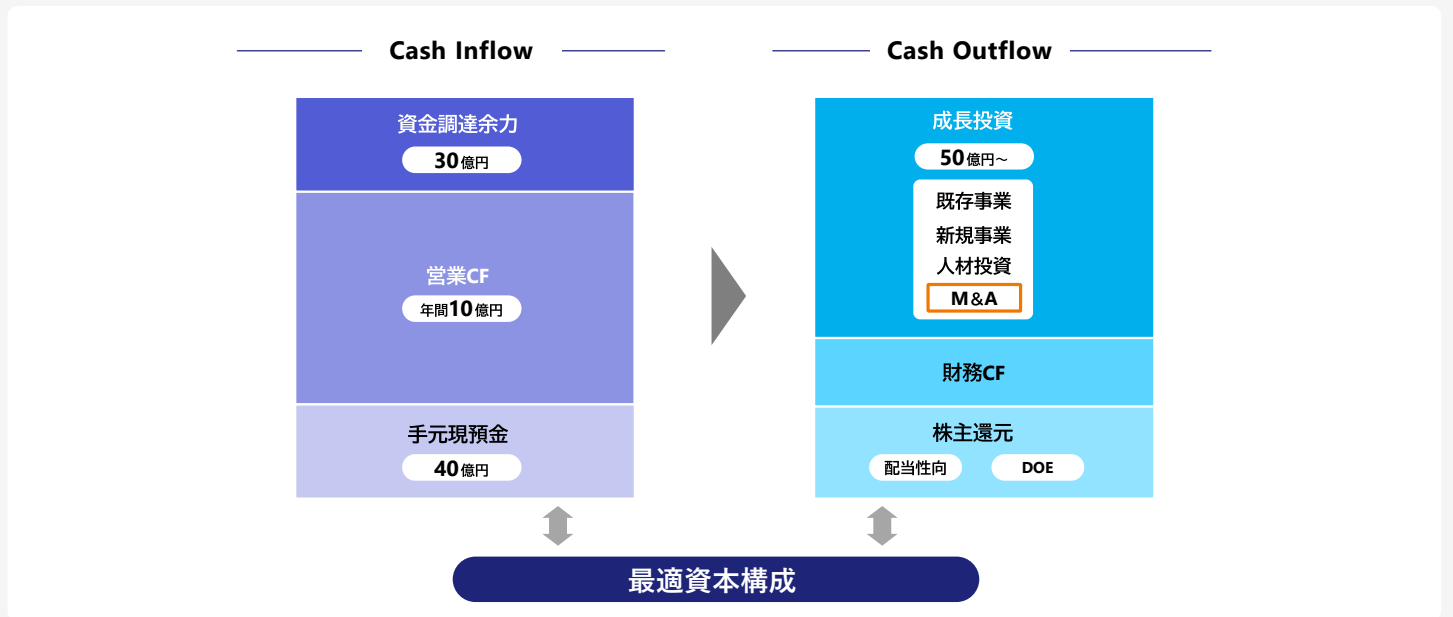 Cash Inflow
資金調達余力
30億円
営業CF
年間10億円
手元現預金
40億円
Cash Outflow
成長投資
50億円~
既存事業
新規事業
人材投資
M&A
財務CF
株主還元
配当性向
DOE
最適資本構成